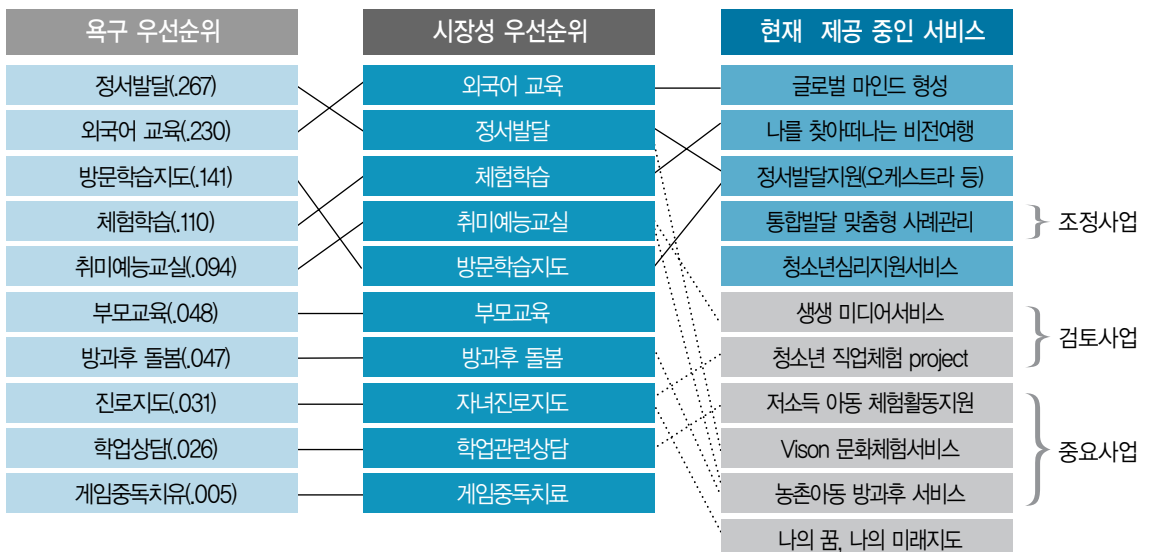 욕구 우선순위
정서발달(.267)
외국어 교육(.230)
방문학습지도(.141)
체험학습(.110)
취미예능교실(.094)
부모교육(.048)
방과후 돌봄(.047)
진로지도(.031)
학업상담(.026)
게임중독치유(.005)
시장성 우선순위
외국어 교육
정서발달
체험학습
취미예능교실
방문학습지도
부모교육
방과후 돌봄
자녀진로지도
학업관련상담
게임중독치료
현재 제공 중인 서비스
글로벌 마인드 형성
나를 찾아떠나는 비전여행
정서발달지원(오케스트라 등)
통합발달 맞춤형 사례관리
청소년심리지원서비스
생생 미디어서비스
청소년 직업체험 project
저소득 아동 체험활동지원
Vison 문화체험서비스
농촌아동 방과후 서비스
나의 꿈, 나의 미래지도
조정사업
검토사업
중요사업